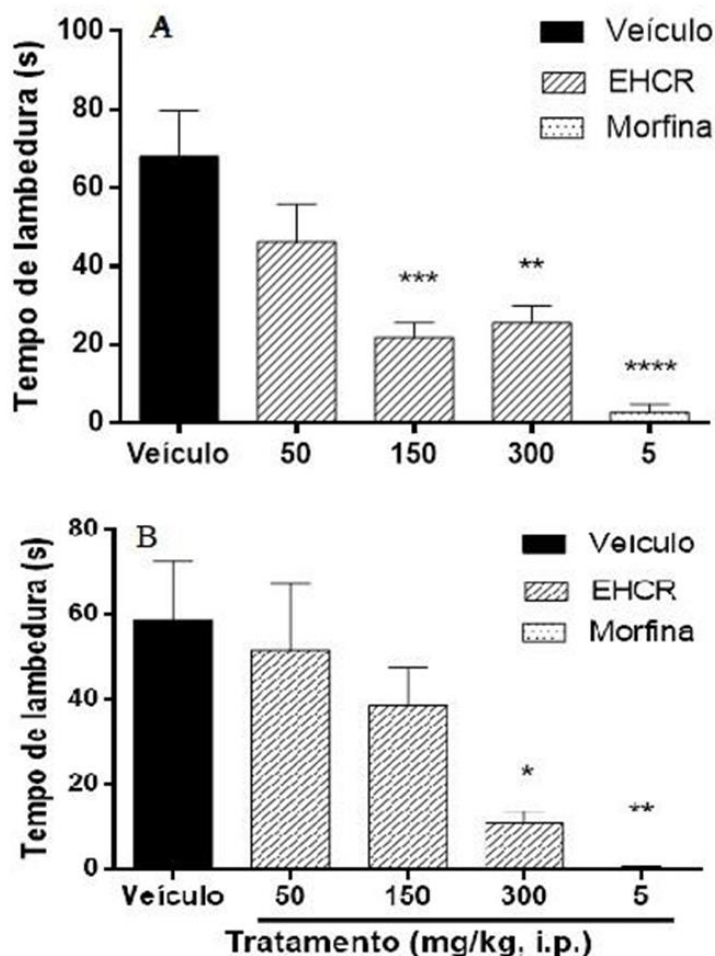 A
Veículo
EHCR
Morfina
Tempo de lambedura (s)
100
80
60
40
20
0
***
**
****
Veículo 50 150 300 5
B
Veiculo
EHCR
Morfina
Tempo de lambedura (s)
80
60
40
20
0
*
**
Veículo 50 150 300 5
Tratamento (mg/kg, i.p.)